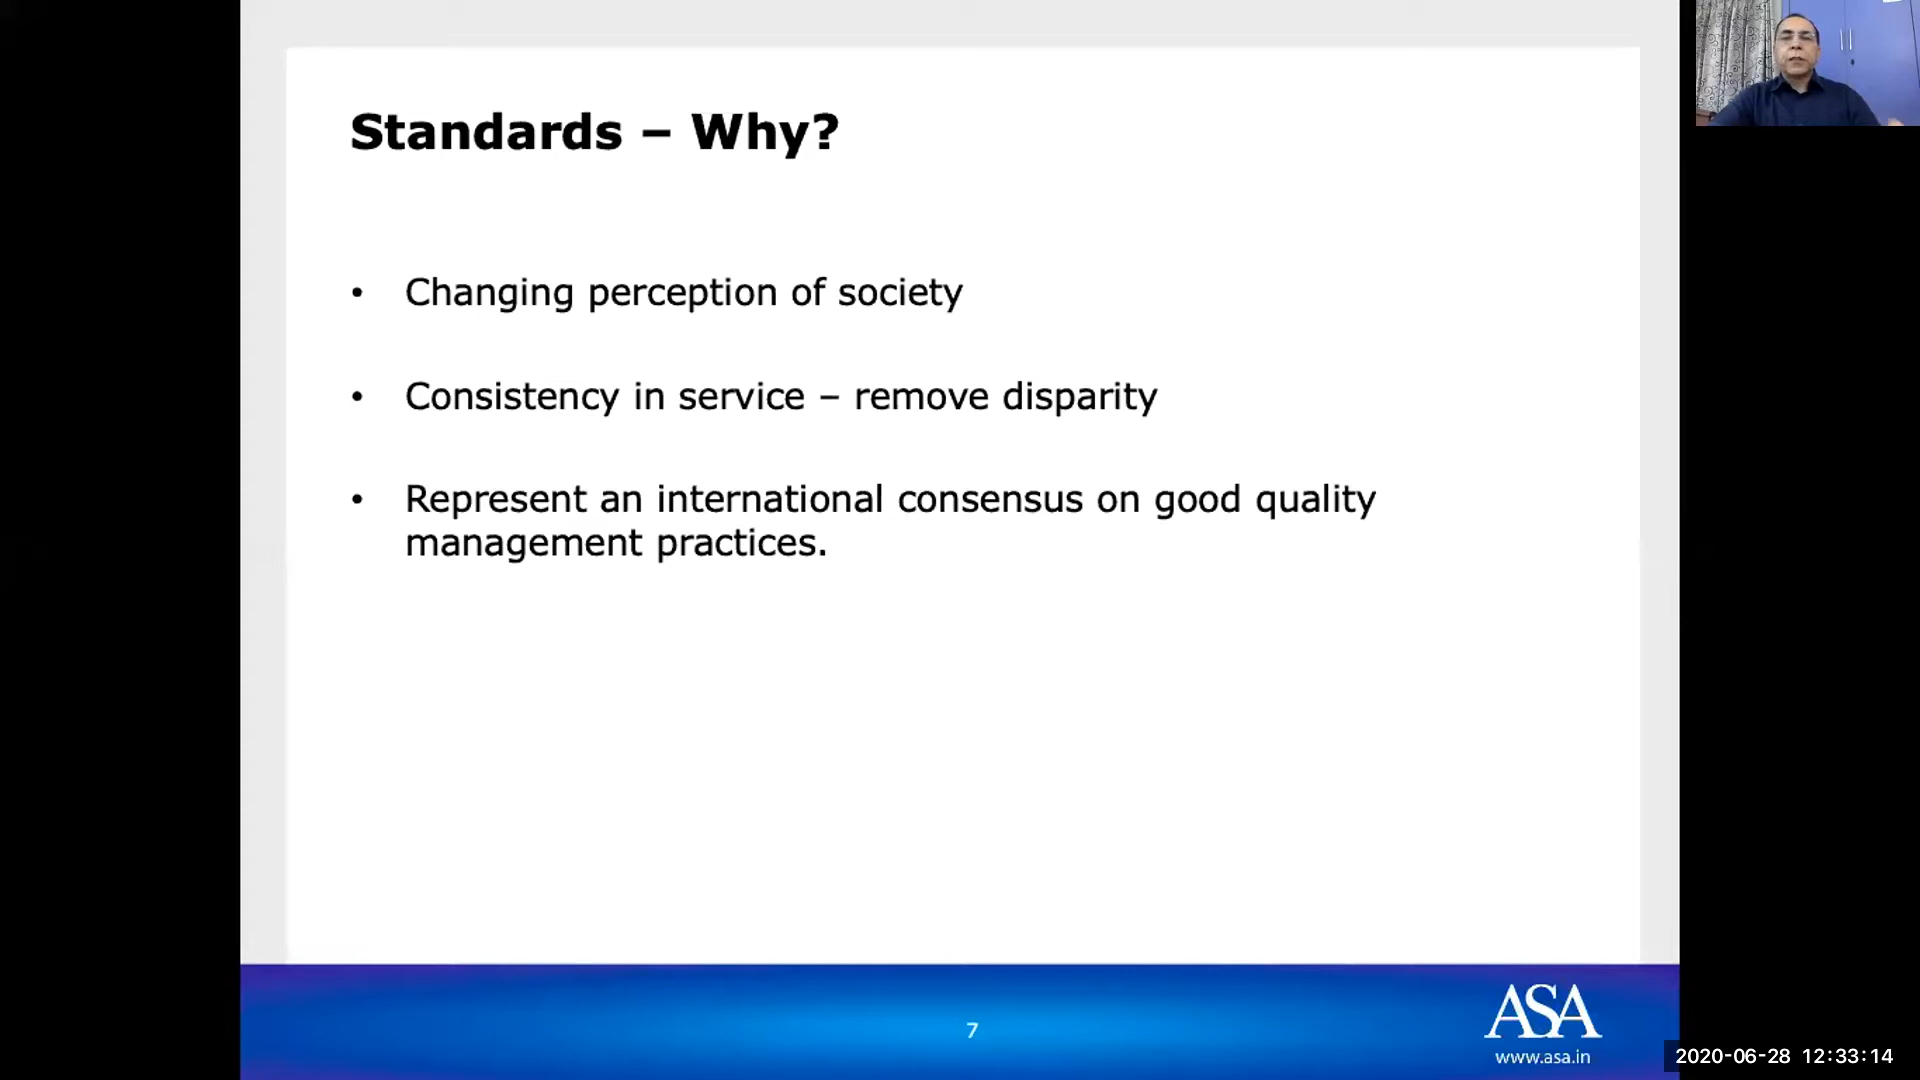 Standards – Why?
• Changing perception of society
• Consistency in service – remove disparity
• Represent an international consensus on good quality
management practices.
7
ASA
www.asa.in
2020-06-28 12:33:14